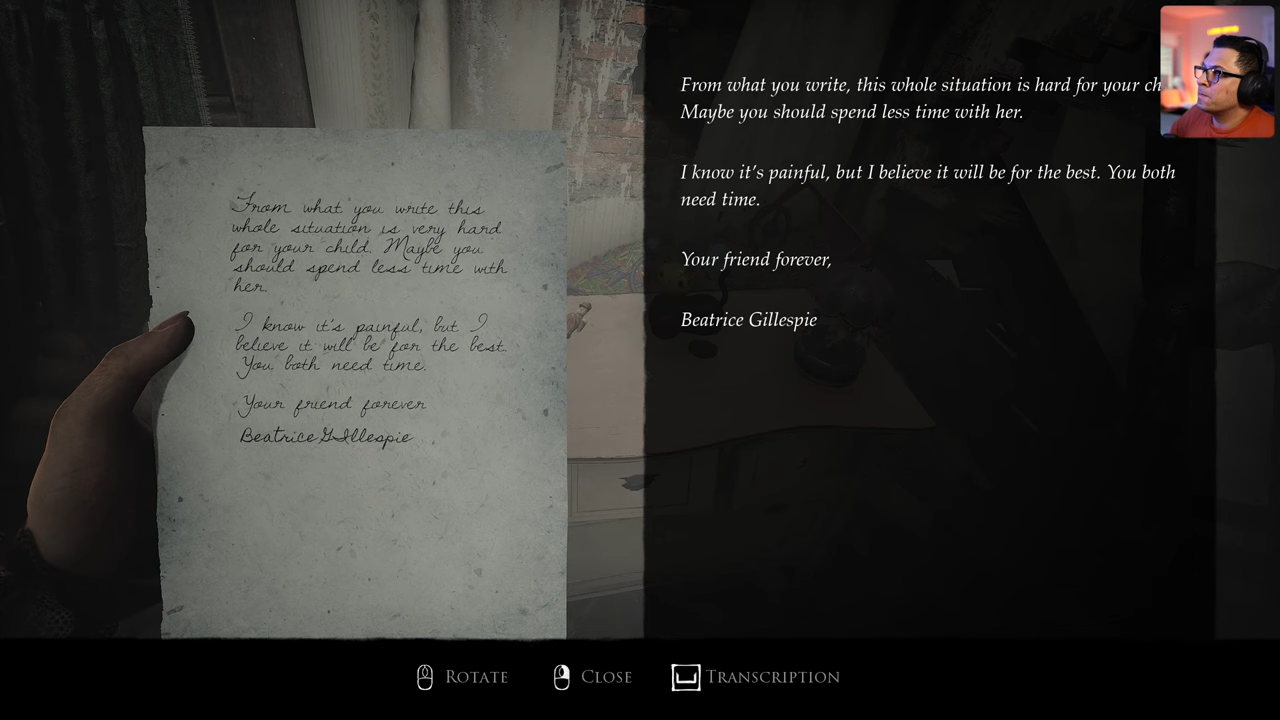 From what you write this
whole situation is very hard
for your child. Maybe you
should spend less time with
her.
I know it's painful, but I
believe it will be for the best.
You both need time.
Your friend forever
Beatrice Gillespie
From what you write, this whole situation is hard for your
Maybe you should spend less time with her.
I know it's painful, but I believe it will be for the best. You both
need time.
Your friend forever,
Beatrice Gillespie
ROTATE
CLOSE
TRANSCRIPTION